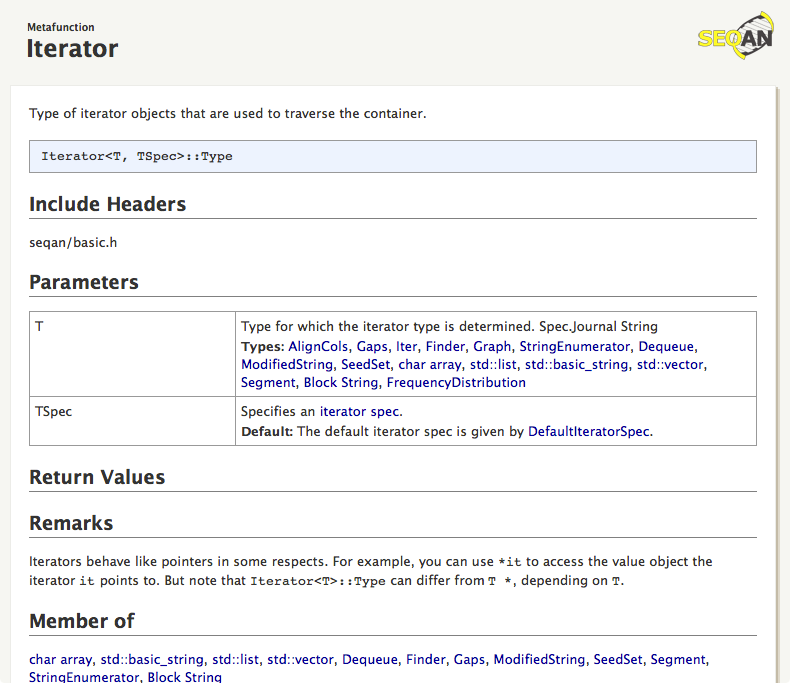 Metafunction
Iterator
SEQAN
Type of iterator objects that are used to traverse the container.
Iterator<T, TSpec>::Type
Include Headers
seqan/basic.h
Parameters
T
Type for which the iterator type is determined. Spec.Journal String
Types: AlignCols, Gaps, Iter, Finder, Graph, StringEnumerator, Dequeue,
ModifiedString, SeedSet, char array, std::list, std::basic_string, std::vector,
Segment, Block String, FrequencyDistribution
TSpec
Specifies an iterator spec.
Default: The default iterator spec is given by DefaultIteratorSpec.
Return Values
Remarks
Iterators behave like pointers in some respects. For example, you can use *it to access the value object the
iterator it points to. But note that Iterator<T>::Type can differ from T *, depending on T.
Member of
char array, std::basic_string, std::list, std::vector, Dequeue, Finder, Gaps, ModifiedString, SeedSet, Segment,
StringEnumerator, Block String